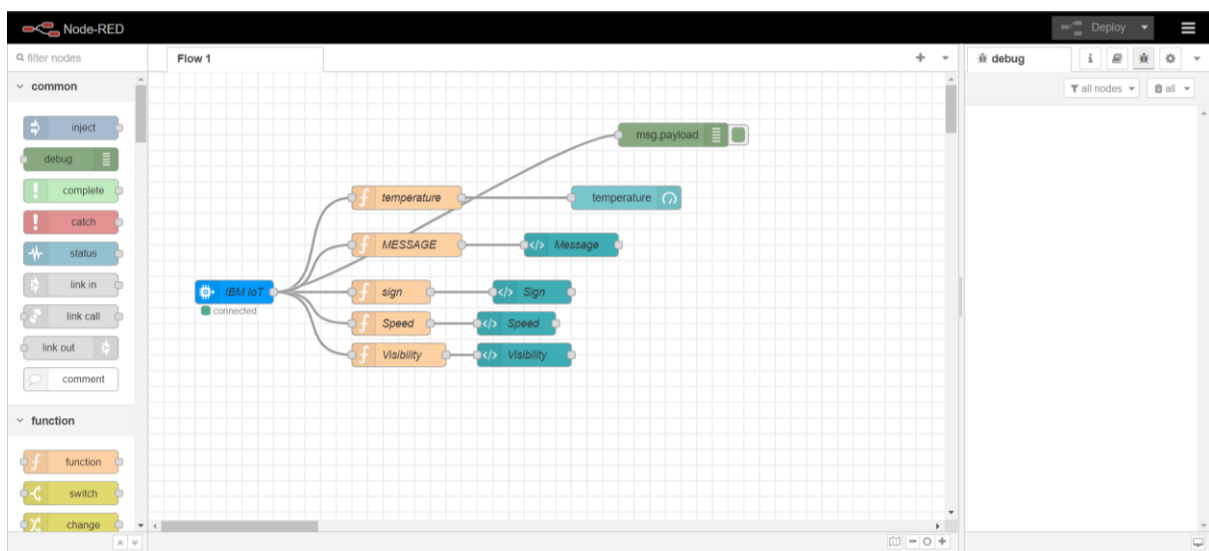 Node-RED
Deploy
filter nodes
common
inject
debug
complete
catch
status
link in
link call
link out
comment
function
function
switch
change
Flow 1
msg.payload
temperature
temperature
MESSAGE
Message
IBM IoT
connected
sign
Sign
Speed
Speed
Visibility
Visibility
debug
i
all nodes
all